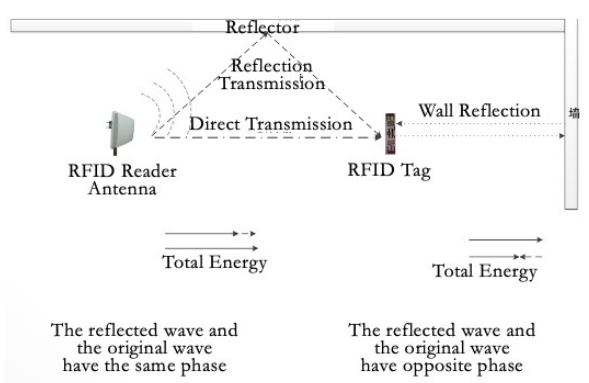 Reflector
Reflection
Transmission
Wall Reflection
墙
Direct Transmission
RFID Reader
Antenna
RFID Tag
Total Energy
Total Energy
The reflected wave and
the original wave
have the same phase
The reflected wave and
the original wave
have opposite phase